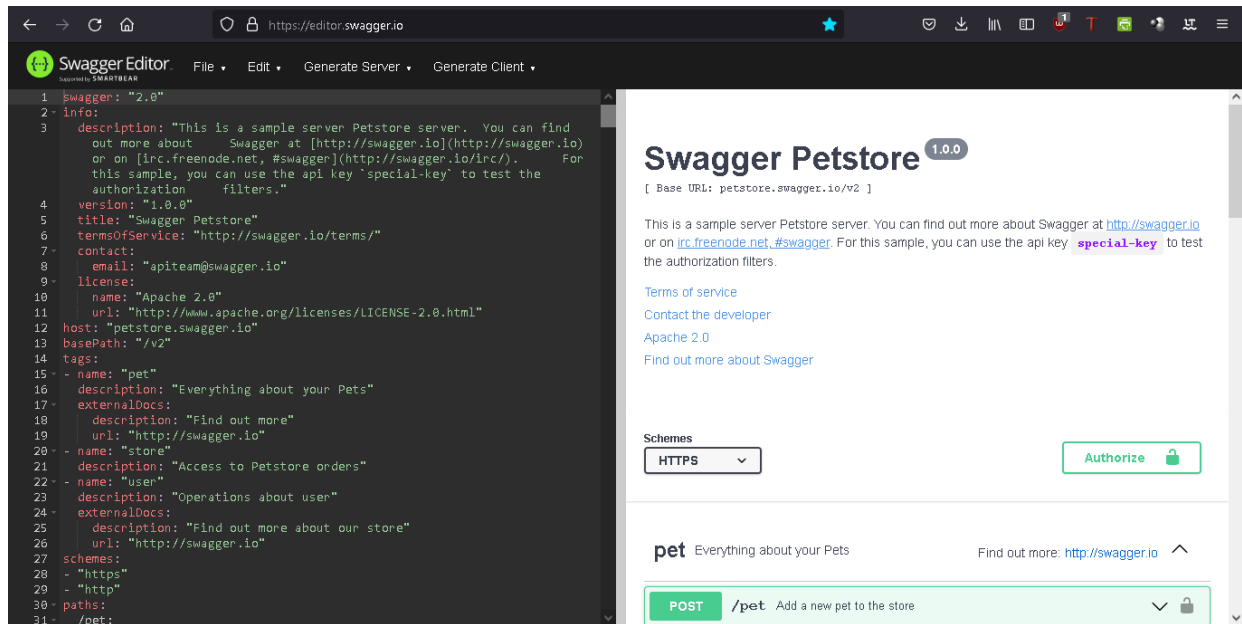 https://editor.swagger.io
1
Swagger Editor.
Supported by SMARTBEAR
File
Edit
Generate Server
Generate Client
1 swagger: "2.0"
2 info:
3 description: "This is a sample server Petstore server. You can find
out more about Swagger at [http://swagger.io](http://swagger.io)
or on [irc.freenode.net, #swagger](http://swagger.io/irc/). For
this sample, you can use the api key `special-key` to test the
authorization filters."
4 version: "1.0.0"
5 title: "Swagger Petstore"
6 termsOfService: "http://swagger.io/terms/"
7 contact:
8 email: "apiteam@swagger.io"
9 license:
10 name: "Apache 2.0"
11 url: "http://www.apache.org/licenses/LICENSE-2.0.html"
12 host: "petstore.swagger.io"
13 basePath: "/v2"
14 tags:
15 - name: "pet"
16 description: "Everything about your Pets"
17 externalDocs:
18 description: "Find out more"
19 url: "http://swagger.io"
20 - name: "store"
21 description: "Access to Petstore orders"
22 - name: "user"
23 description: "Operations about user"
24 externalDocs:
25 description: "Find out more about our store"
26 url: "http://swagger.io"
27 schemes:
28 - "https"
29 - "http"
30 paths:
31 /pet:
Swagger Petstore 1.0.0
[ Base URL: petstore.swagger.io/v2 ]
This is a sample server Petstore server. You can find out more about Swagger at http://swagger.io
or on irc.freenode.net, #swagger. For this sample, you can use the api key special-key to test
the authorization filters.
Terms of service
Contact the developer
Apache 2.0
Find out more about Swagger
Schemes
HTTPS
Authorize
pet Everything about your Pets
Find out more: http://swagger.io
POST /pet Add a new pet to the store